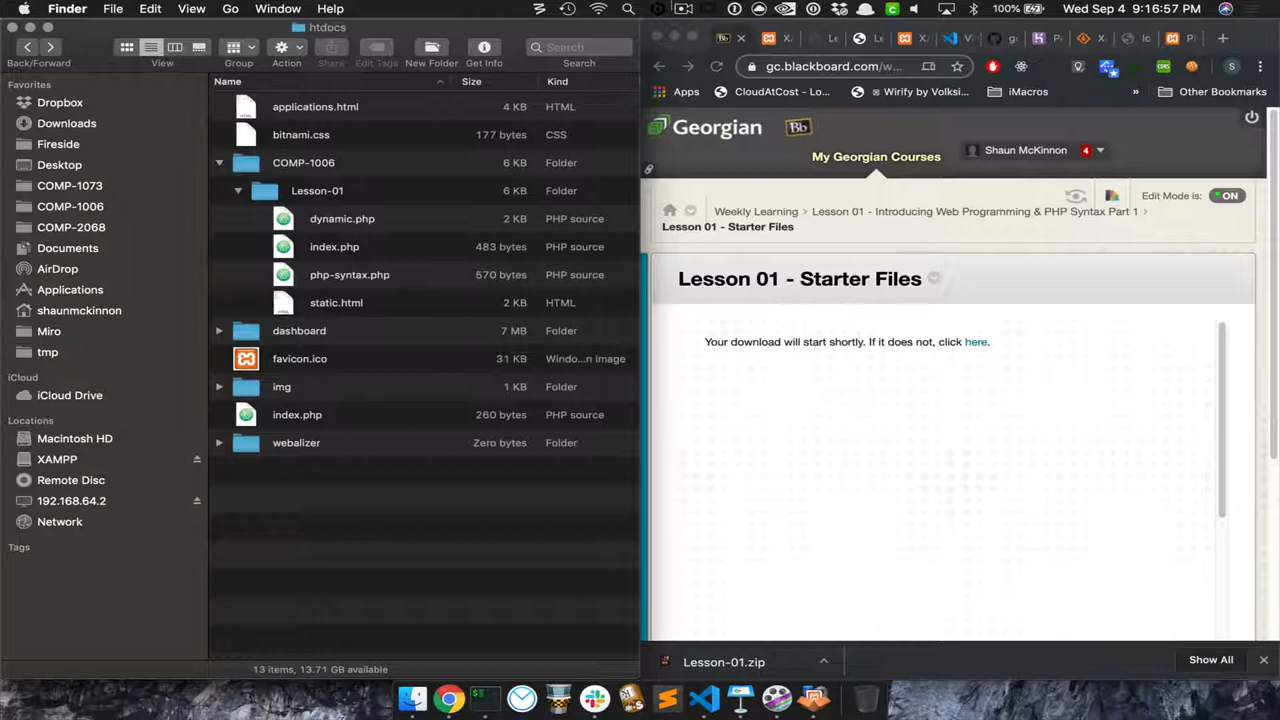 Finder File Edit View Go Window Help
100% Wed Sep 4 9:16:57 PM
htdocs
Back/Forward View Group Action Share Edit Tags New Folder Get Info Search
Search
Favorites
Dropbox
Downloads
Fireside
Desktop
COMP-1073
COMP-1006
COMP-2068
Documents
AirDrop
Applications
shaunmckinnon
Miro
tmp
iCloud
iCloud Drive
Locations
Macintosh HD
XAMPP
Remote Disc
192.168.64.2
Network
Tags
Name Size Kind
applications.html 4 KB HTML
bitnami.css 177 bytes CSS
COMP-1006 6 KB Folder
Lesson-01 6 KB Folder
dynamic.php 2 KB PHP source
index.php 483 bytes PHP source
php-syntax.php 570 bytes PHP source
static.html 2 KB HTML
dashboard 7 MB Folder
favicon.ico 31 KB Windo...n image
img 1 KB Folder
index.php 260 bytes PHP source
webalizer Zero bytes Folder
13 items, 13.71 GB available
gc.blackboard.com/w...
Apps CloudAtCost - Lo... Wirify by Volksi... iMacros » Other Bookmarks
Georgian Bb
My Georgian Courses Shaun McKinnon 4
Edit Mode is: ON
Weekly Learning Lesson 01 - Introducing Web Programming & PHP Syntax Part 1
Lesson 01 - Starter Files
Lesson 01 - Starter Files
Your download will start shortly. If it does not, click here.
Lesson-01.zip Show All